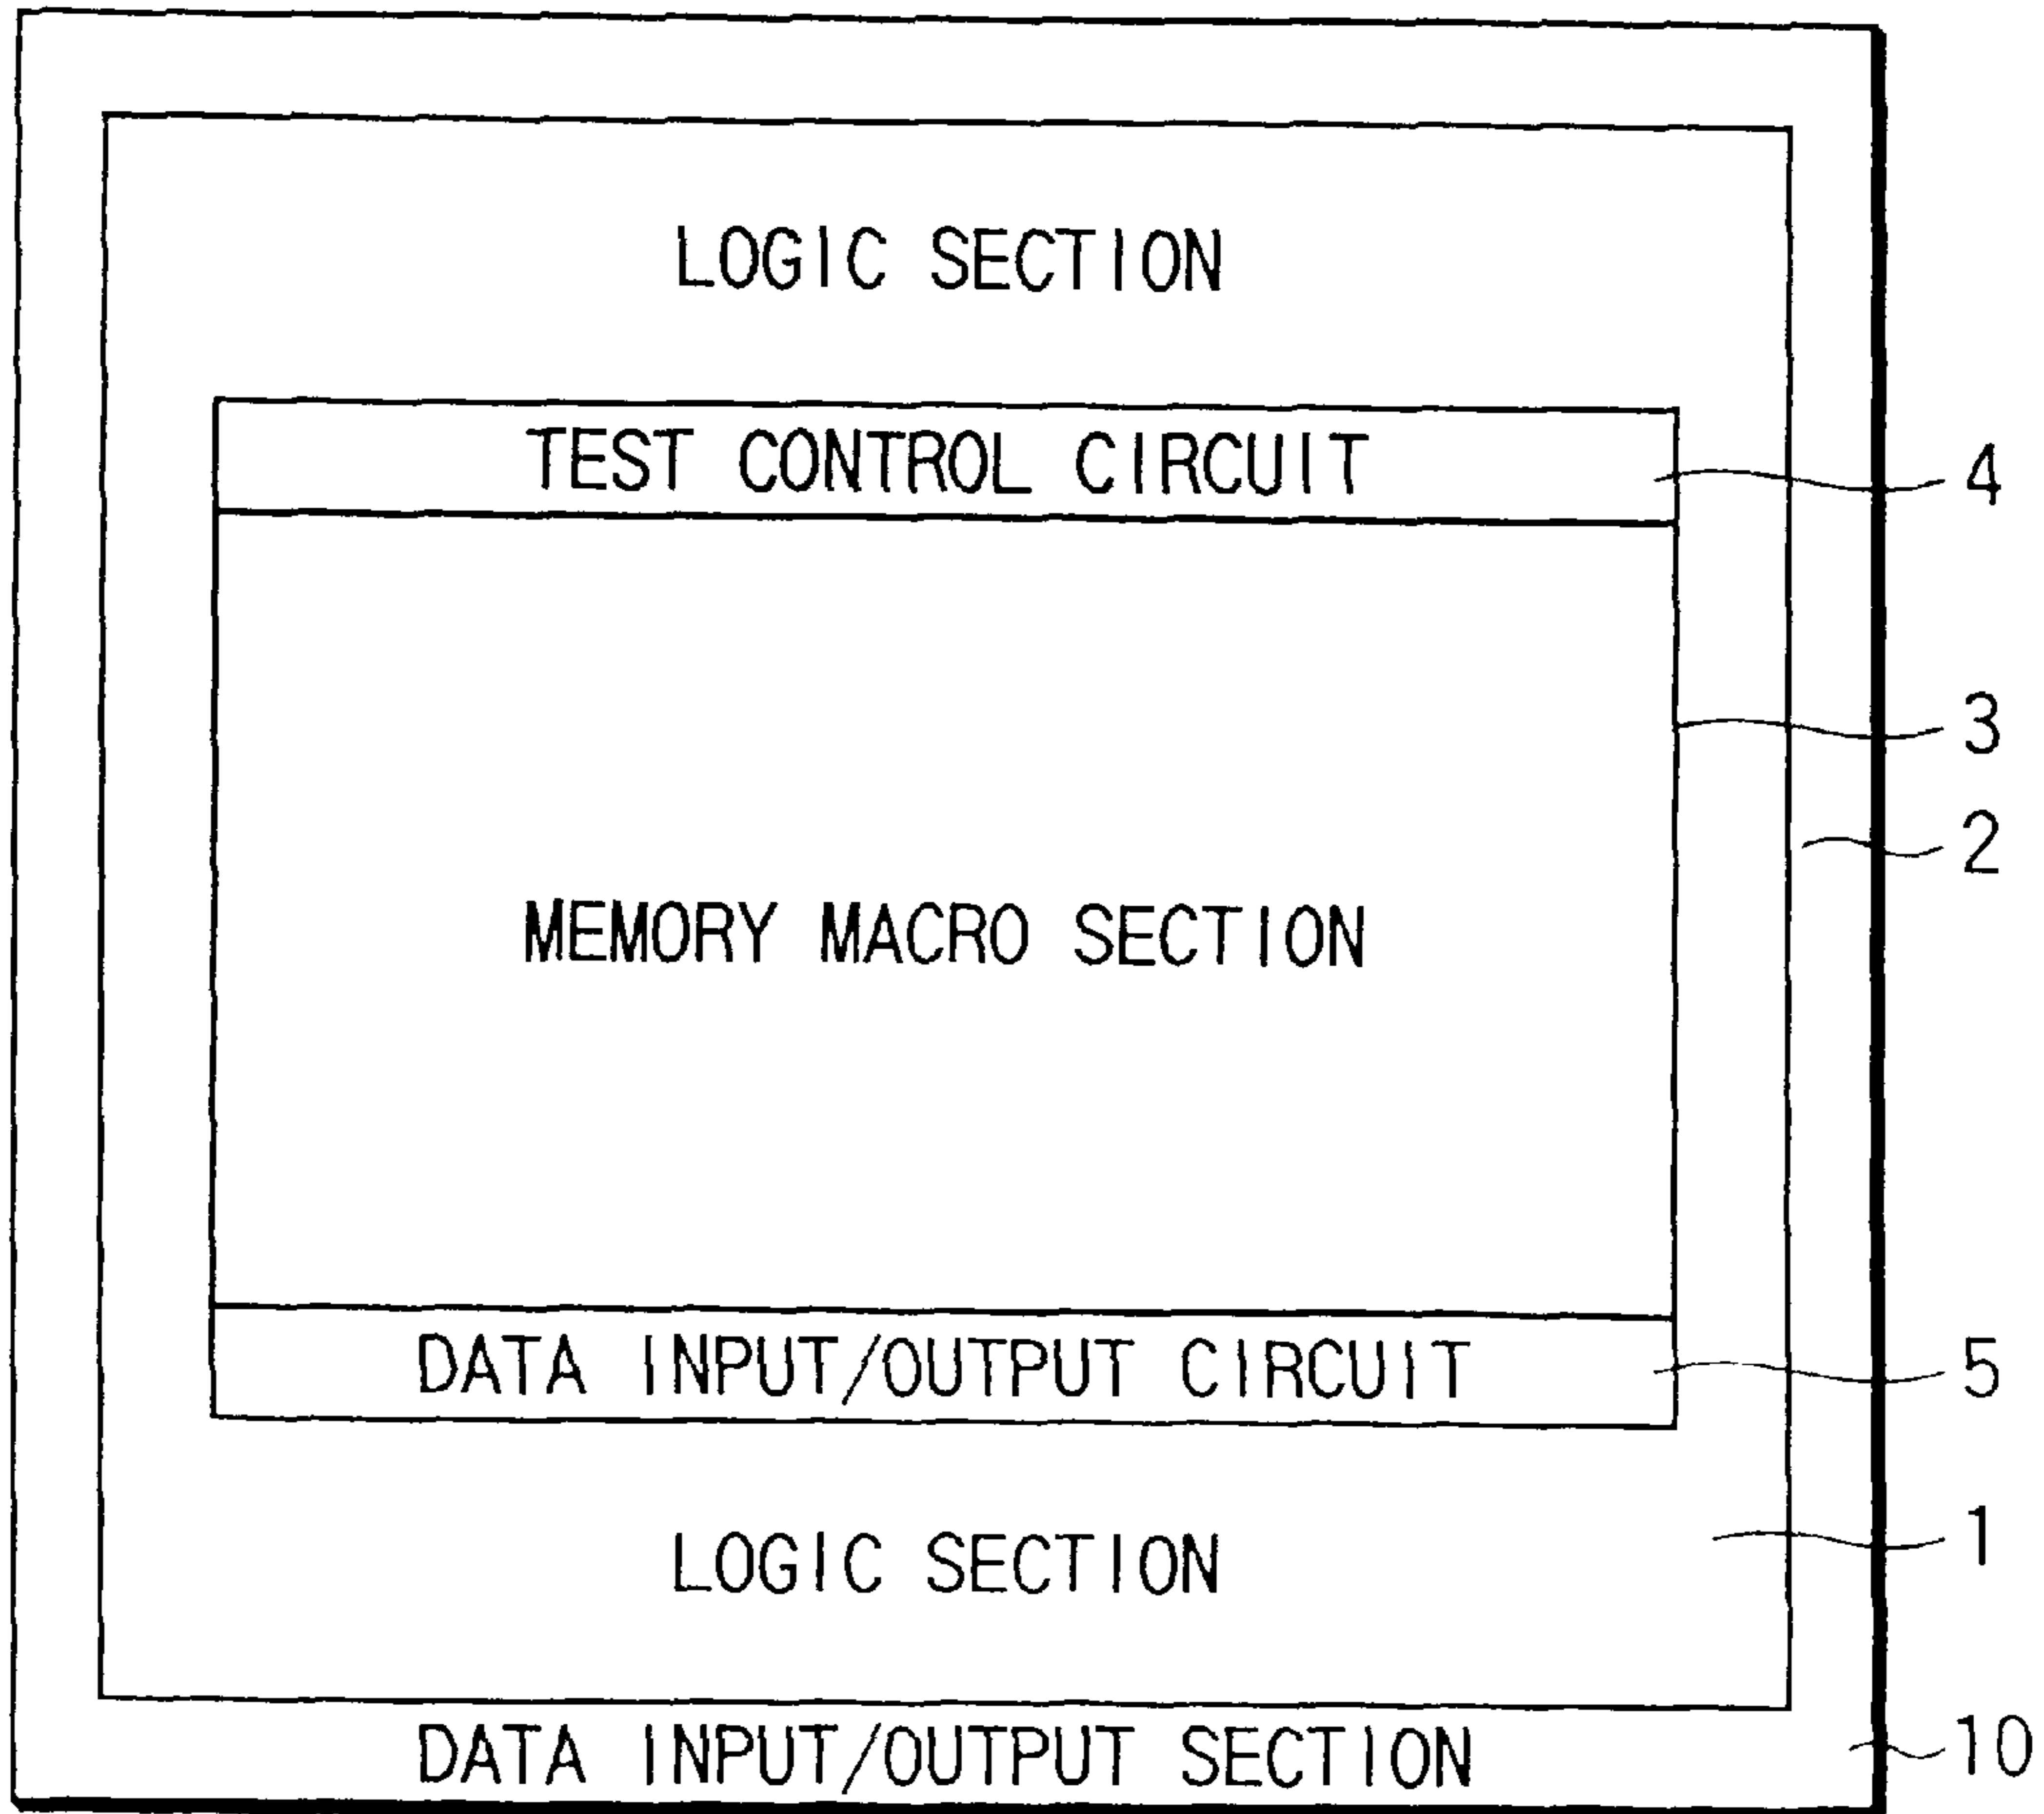 LOGIC SECTION
TEST CONTROL CIRCUIT
4
3
2
MEMORY MACRO SECTION
DATA INPUT/OUTPUT CIRCUIT
5
LOGIC SECTION
1
DATA INPUT/OUTPUT SECTION
10